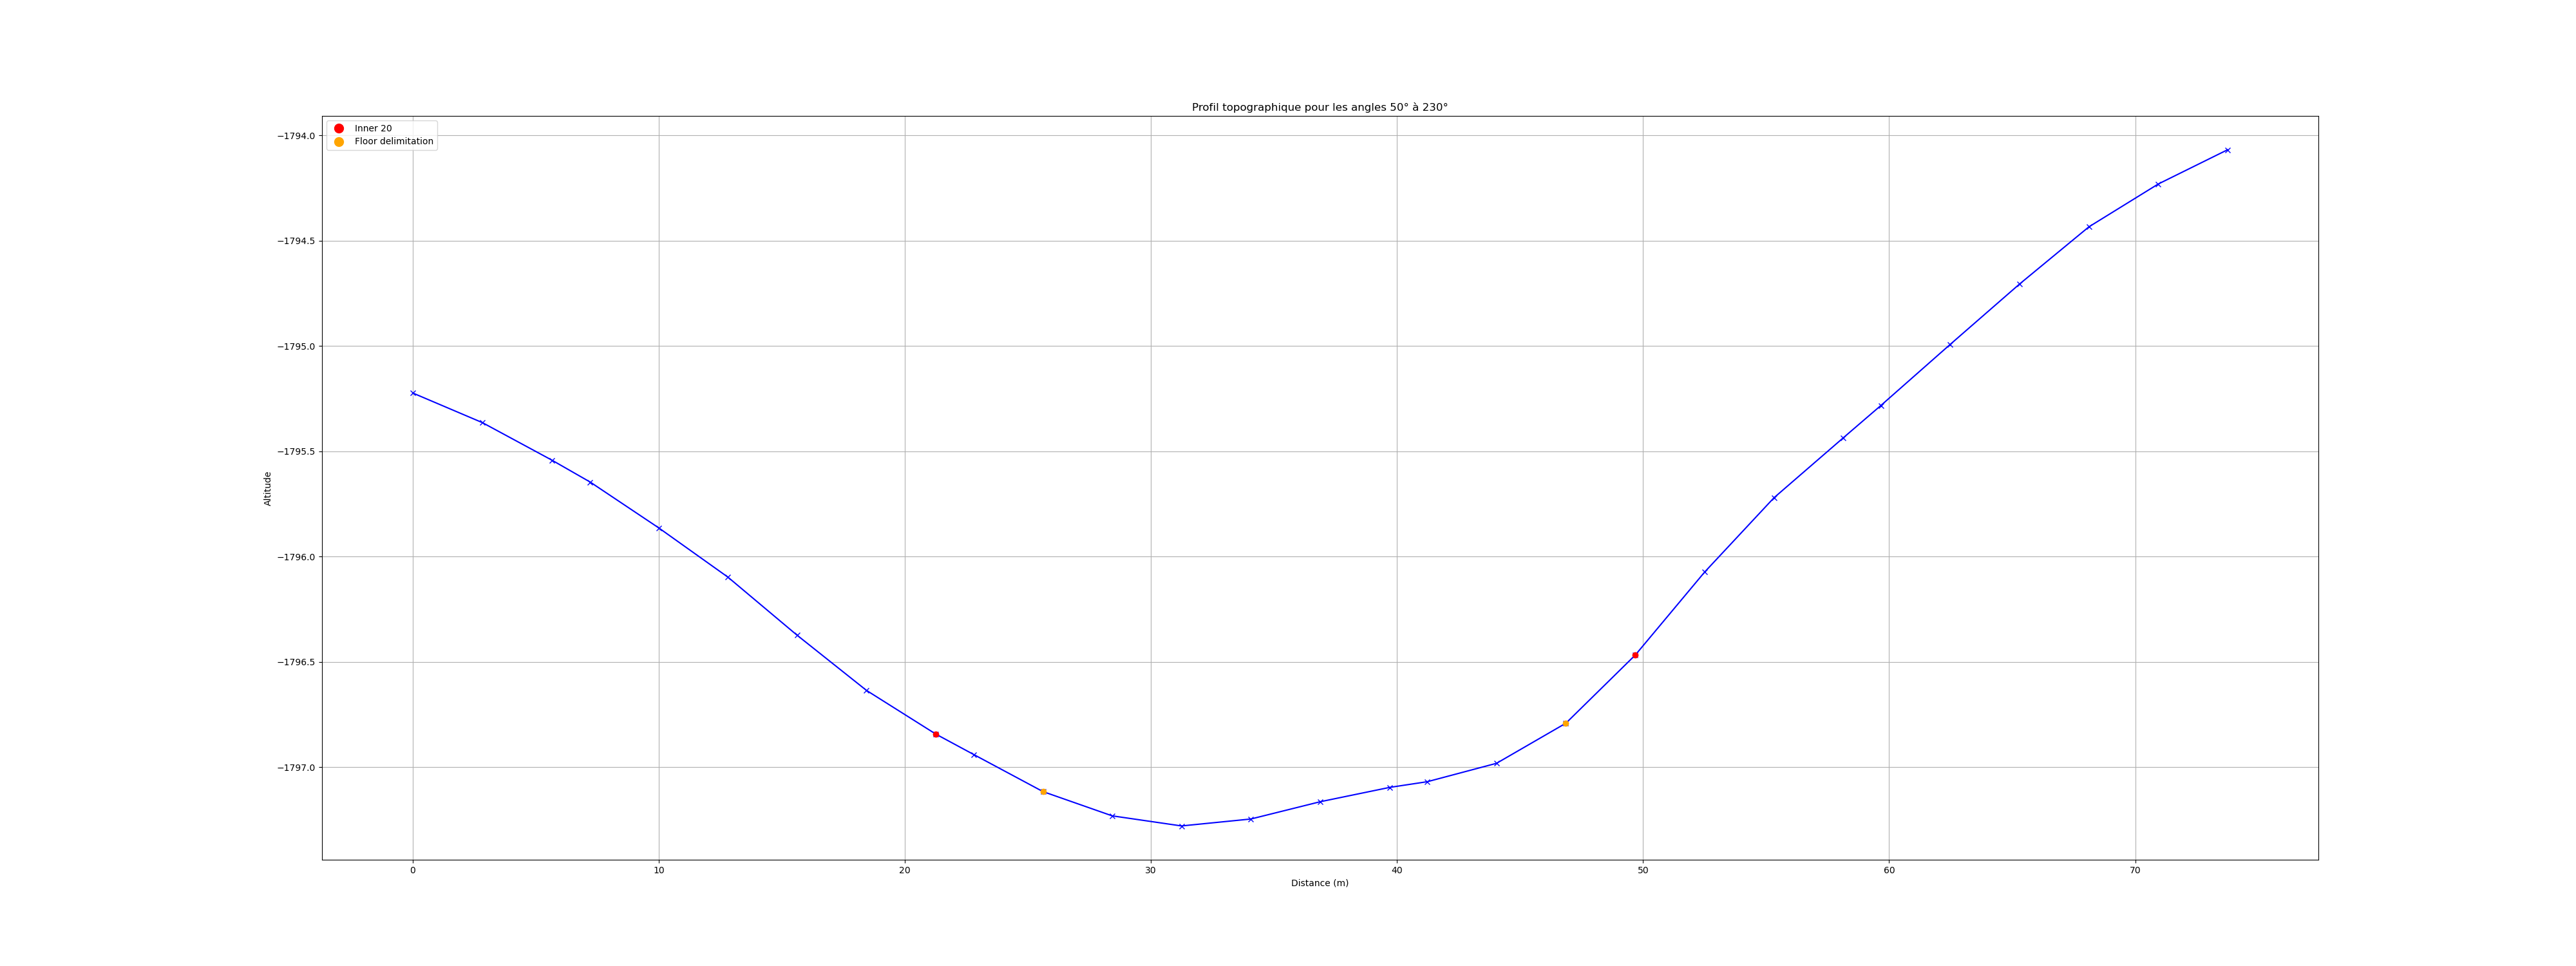 Profil topographique pour les angles 50° à 230°
Inner 20
Floor delimitation
−1794.0
−1794.5
−1795.0
−1795.5
−1796.0
−1796.5
−1797.0
Altitude
0 10 20 30 40 50 60 70
Distance (m)